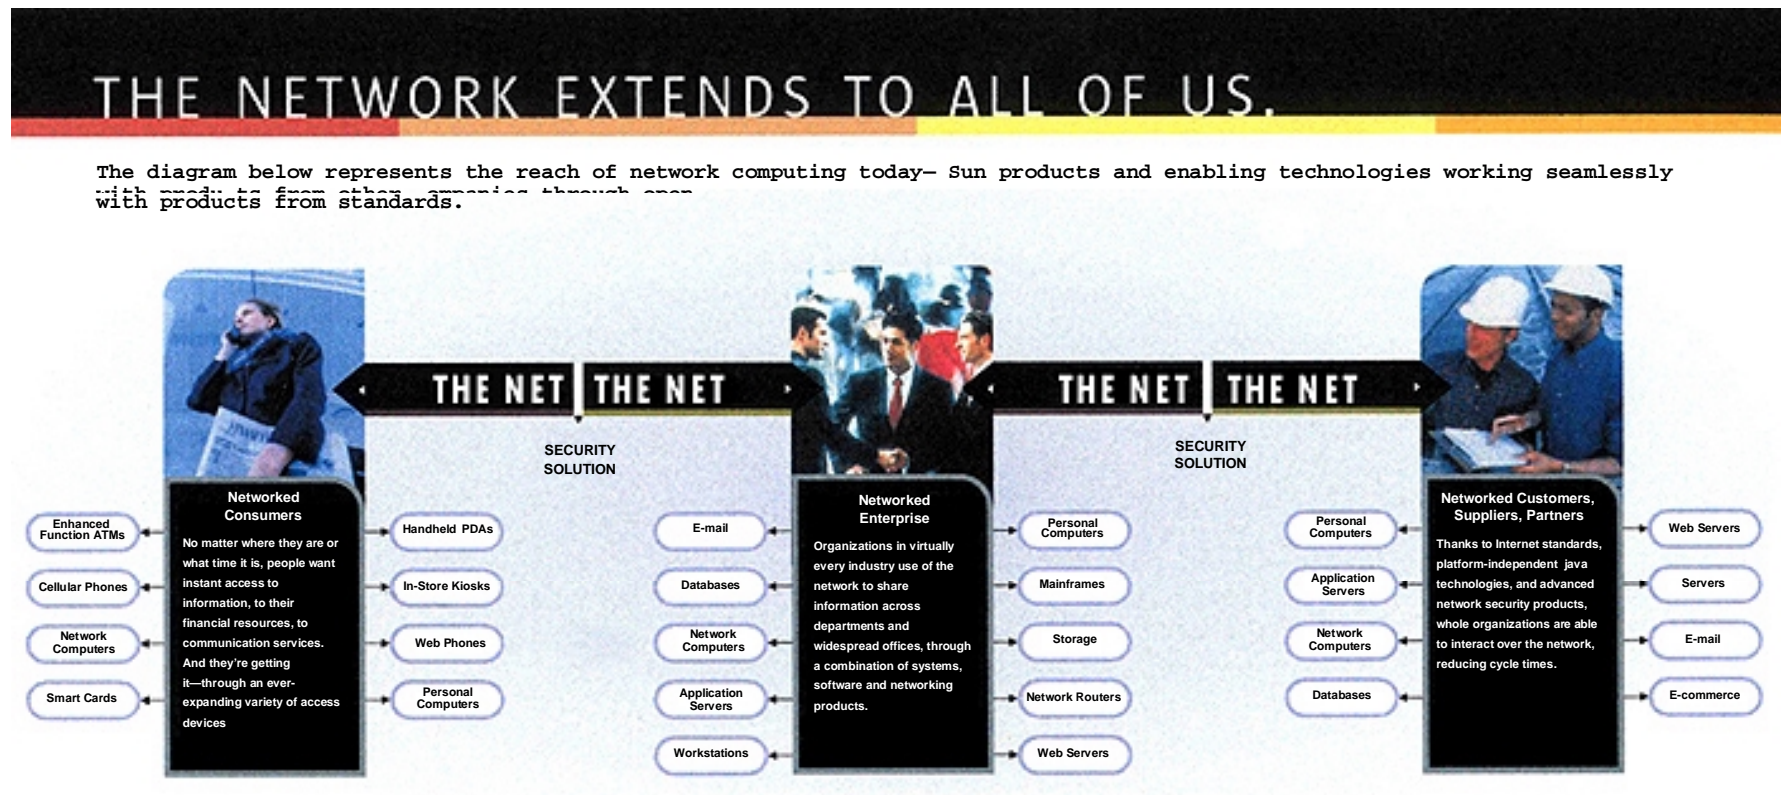 THE NETWORK EXTENDS TO ALL OF US.
The diagram below represents the reach of network computing today— Sun products and enabling technologies working seamlessly
with products from standards.
THE NET
THE NET
THE NET
THE NET
SECURITY
SOLUTION
SECURITY
SOLUTION
Networked
Consumers
No matter where they are or
what time it is, people want
instant access to
information, to their
financial resources, to
communication services.
And they're getting
it—through an ever-
expanding variety of access
devices
Enhanced
Function ATMs
Cellular Phones
Network
Computers
Smart Cards
Handheld PDAs
In-Store Kiosks
Web Phones
Personal
Computers
Networked
Enterprise
Organizations in virtually
every industry use of the
network to share
information across
departments and
widespread offices, through
a combination of systems,
software and networking
products.
E-mail
Databases
Network
Computers
Application
Servers
Workstations
Personal
Computers
Mainframes
Storage
Network Routers
Web Servers
Networked Customers,
Suppliers, Partners
Thanks to Internet standards,
platform-independent java
technologies, and advanced
network security products,
whole organizations are able
to interact over the network,
reducing cycle times.
Personal
Computers
Application
Servers
Network
Computers
Databases
Web Servers
Servers
E-mail
E-commerce